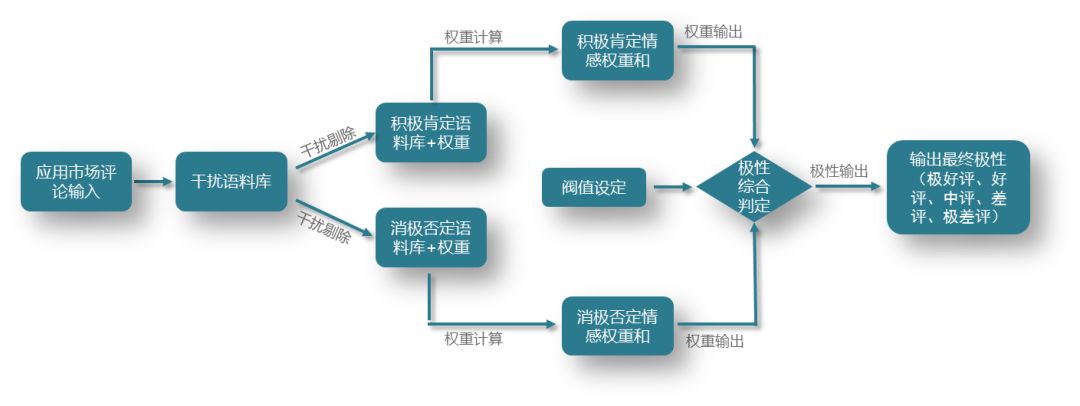 应用市场评
论输入
干扰语料库
干扰剔除
干扰剔除
积极肯定语
料库+权重
消极否定语
料库+权重
权重计算
权重计算
积极肯定情
感权重和
阀值设定
消极否定情
感权重和
权重输出
权重输出
极性
综合
判定
极性输出
输出最终极性
（极好评、好
评、中评、差
评、极差评）